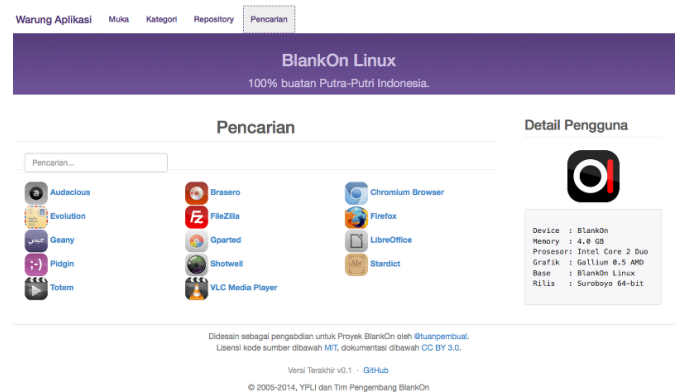 Warung Aplikasi Muka Kategori Repository Pencarian
BlankOn Linux
100% buatan Putra-Putri Indonesia.
Pencarian
Pencarian...
Audacious Brasero Chromium Browser
Evolution FileZilla Firefox
Geany Gparted LibreOffice
Pidgin Shotwell Stardict
Totem VLC Media Player
Detail Pengguna
Device : BlankOn
Memory : 4.0 GB
Prosesor: Intel Core 2 Duo
Grafik : Gallium 0.5 AMD
Base : BlankOn Linux
Rilis : Suroboyo 64-bit
Didesain sebagai pengabdian untuk Proyek BlankOn oleh @tuanpembual.
Lisensi kode sumber dibawah MIT, dokumentasi dibawah CC BY 3.0.
Versi Terakhir v0.1 · GitHub
© 2005-2014, YPLI dan Tim Pengembang BlankOn